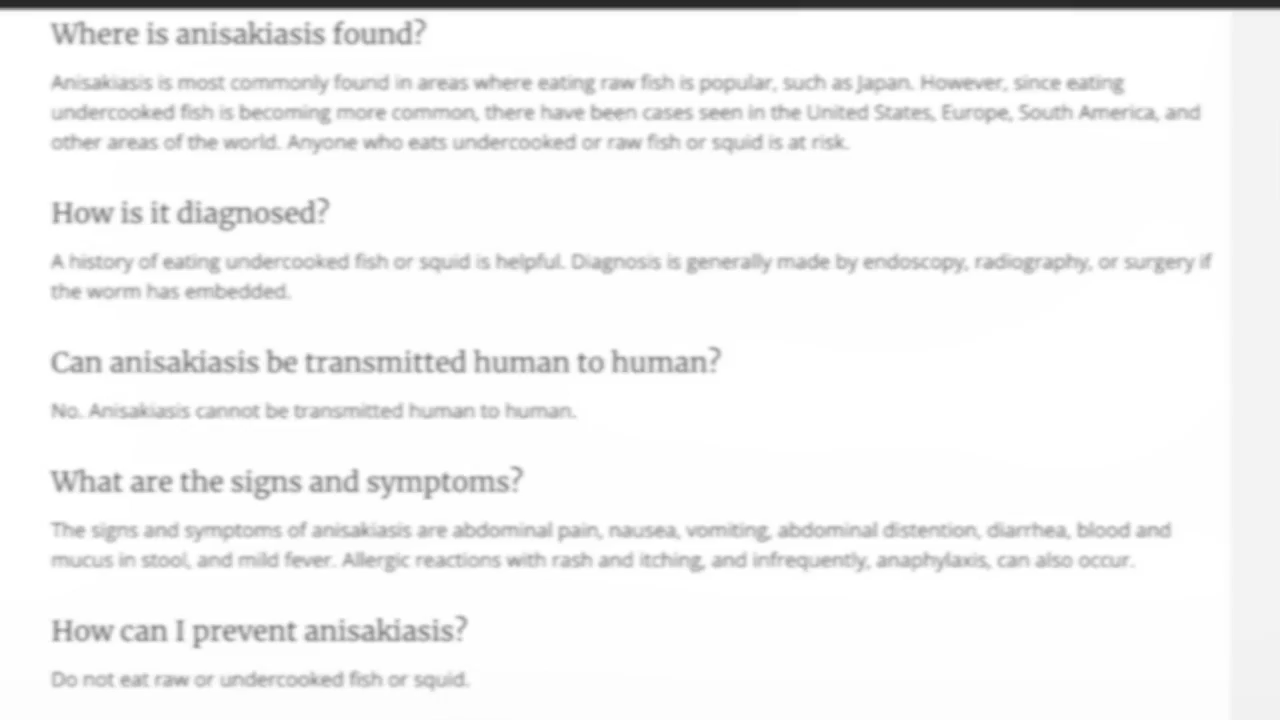 Where is anisakiasis found?
Anisakiasis is most commonly found in areas where eating raw fish is popular, such as Japan. However, since eating
undercooked fish is becoming more common, there have been cases seen in the United States, Europe, South America, and
other areas of the world. Anyone who eats undercooked or raw fish or squid is at risk.
How is it diagnosed?
A history of eating undercooked fish or squid is helpful. Diagnosis is generally made by endoscopy, radiography, or surgery if
the worm has embedded.
Can anisakiasis be transmitted human to human?
No. Anisakiasis cannot be transmitted human to human.
What are the signs and symptoms?
The signs and symptoms of anisakiasis are abdominal pain, nausea, vomiting, abdominal distention, diarrhea, blood and
mucus in stool, and mild fever. Allergic reactions with rash and itching, and infrequently, anaphylaxis, can also occur.
How can I prevent anisakiasis?
Do not eat raw or undercooked fish or squid.